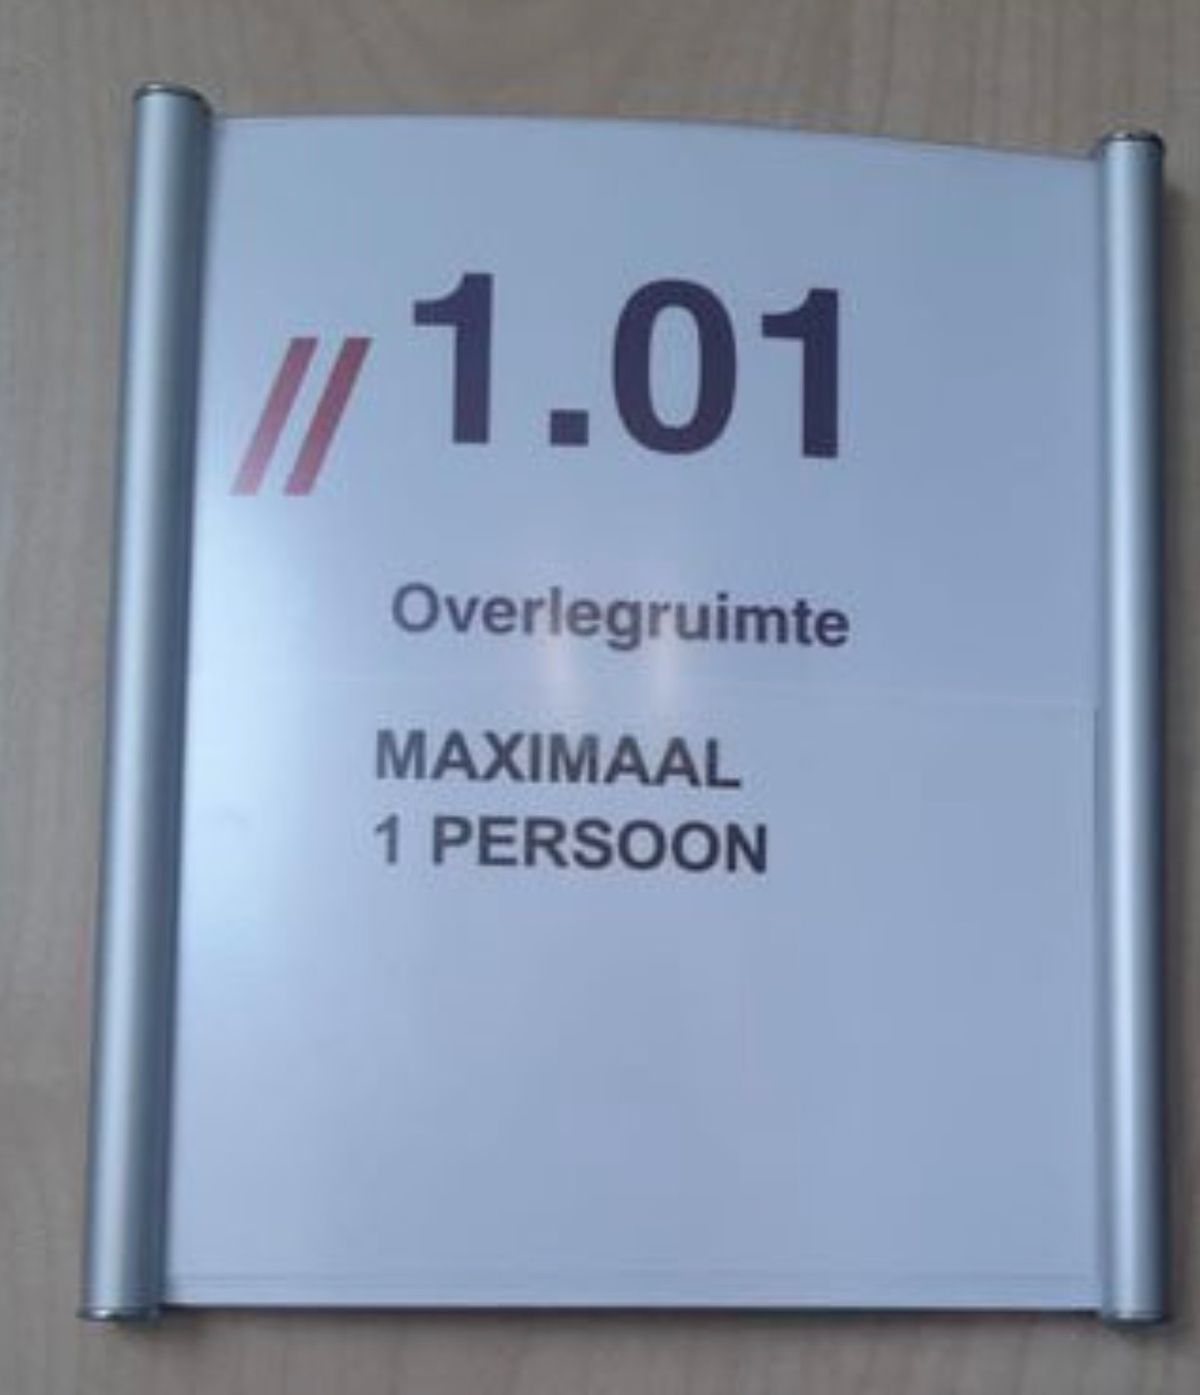 // 1.01
Overlegruimte
MAXIMAAL
1 PERSOON